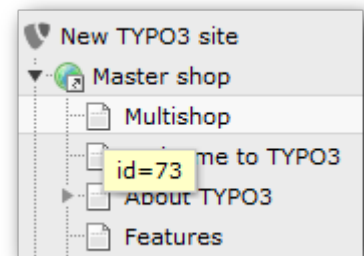 New TYPO3 site
Master shop
Multishop
me to TYPO3
id=73
About TYPO3
Features